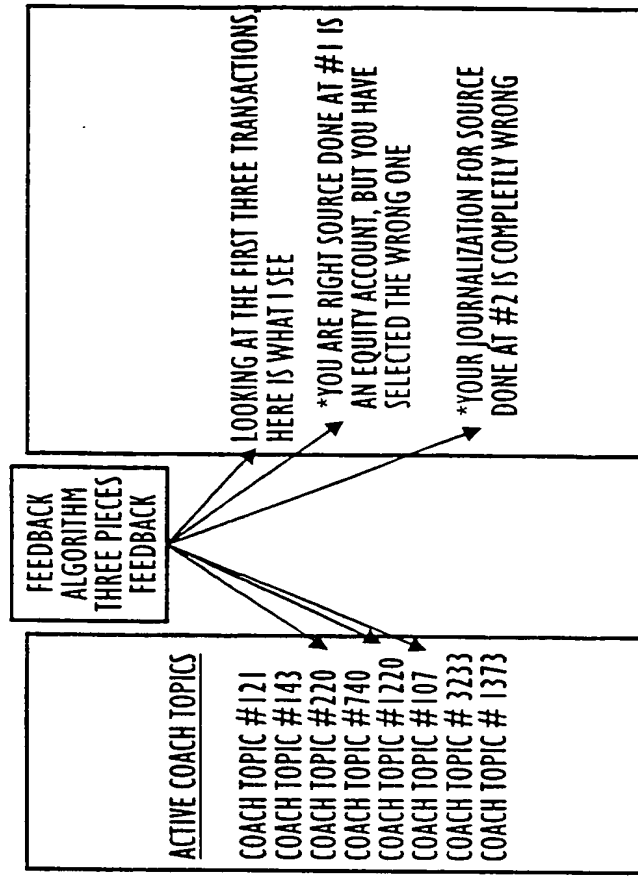 FEEDBACK
ALGORITHM
THREE PIECES
FEEDBACK
ACTIVE COACH TOPICS
COACH TOPIC #121
COACH TOPIC #143
COACH TOPIC #220
COACH TOPIC #740
COACH TOPIC #1220
COACH TOPIC #107
COACH TOPIC # 3233
COACH TOPIC # 1373
LOOKING AT THE FIRST THREE TRANSACTIONS,
HERE IS WHAT I SEE
*YOU ARE RIGHT SOURCE DONE AT #1 IS
AN EQUITY ACCOUNT, BUT YOU HAVE
SELECTED THE WRONG ONE
*YOUR JOURNALIZATION FOR SOURCE
DONE AT #2 IS COMPLETLY WRONG